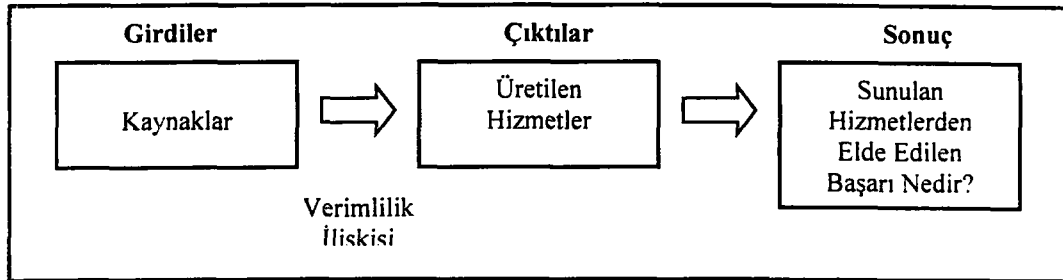 Girdiler
Çıktılar
Sonuç
Kaynaklar
Üretilen
Hizmetler
Sunulan
Hizmetlerden
Elde Edilen
Başarı Nedir?
Verimlilik
İlişkisi